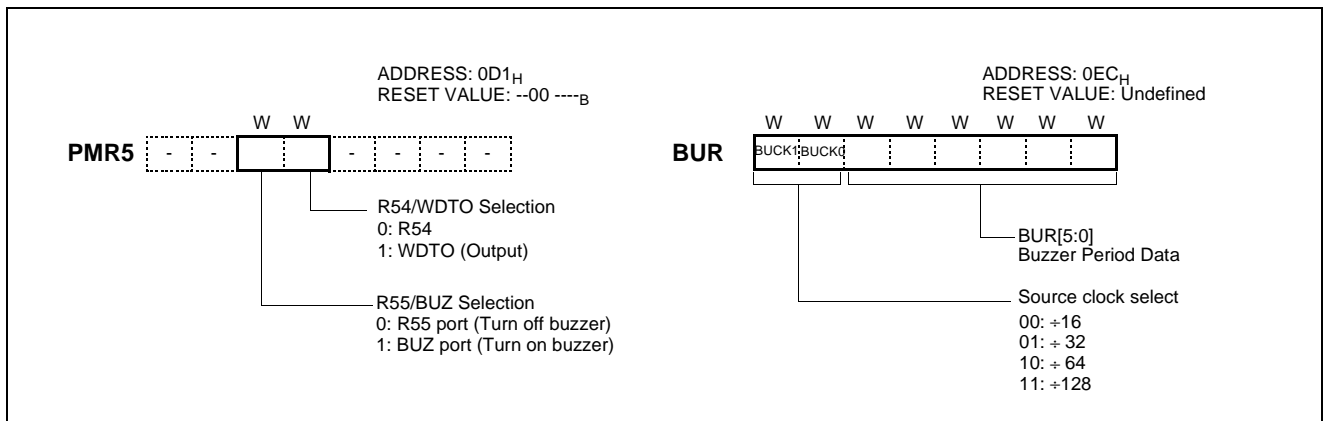 ADDRESS: 0D1H
RESET VALUE: --00 ----B
W W
PMR5 - - - - - -
R54/WDTO Selection
0: R54
1: WDTO (Output)
R55/BUZ Selection
0: R55 port (Turn off buzzer)
1: BUZ port (Turn on buzzer)
ADDRESS: 0ECH
RESET VALUE: Undefined
W W W W W W W W
BUR BUCK1 BUCK0
BUR[5:0]
Buzzer Period Data
Source clock select
00: ÷16
01: ÷ 32
10: ÷ 64
11: ÷128